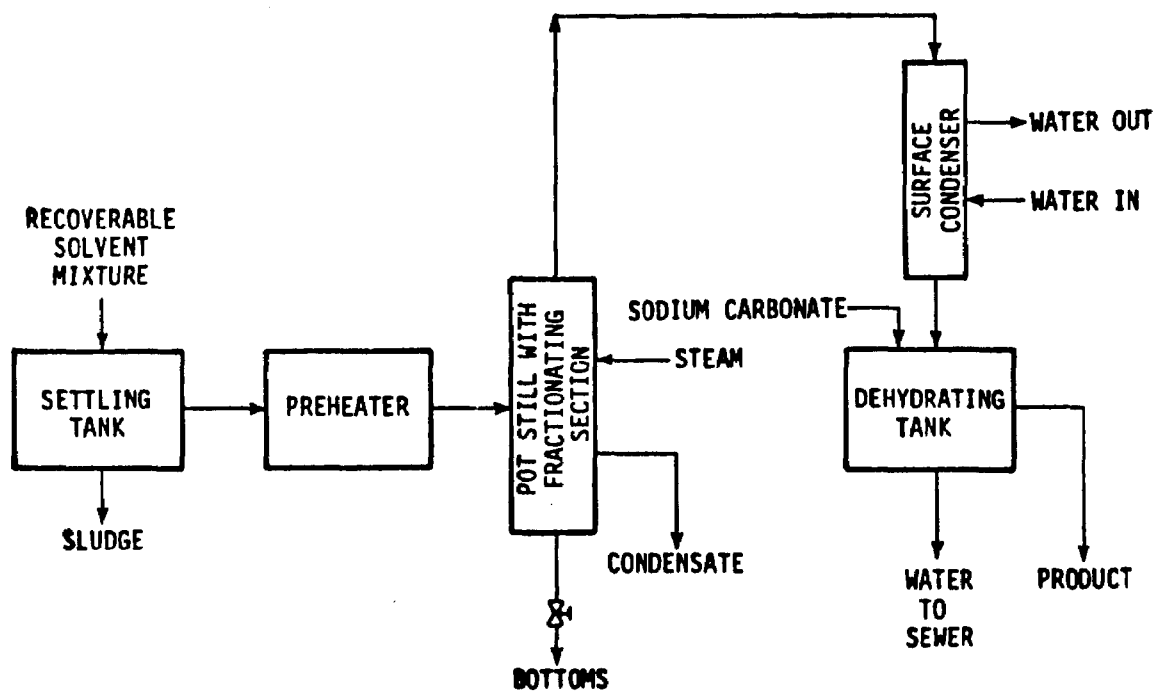 RECOVERABLE
SOLVENT
MIXTURE
SETTLING
TANK
SLUDGE
PREHEATER
POT STILL WITH
FRACTIONATING
SECTION
STEAM
CONDENSATE
BOTTOMS
SURFACE
CONDENSER
WATER OUT
WATER IN
SODIUM CARBONATE
DEHYDRATING
TANK
WATER
TO
SEWER
PRODUCT